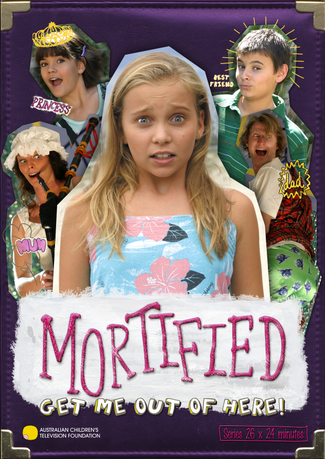 PRINCESS
BEST
FRIEND
MUM
dad
MORTIFIED
GET ME OUT OF HERE!
AUSTRALIAN CHILDREN'S
TELEVISION FOUNDATION
Series 26 x 24 minutes